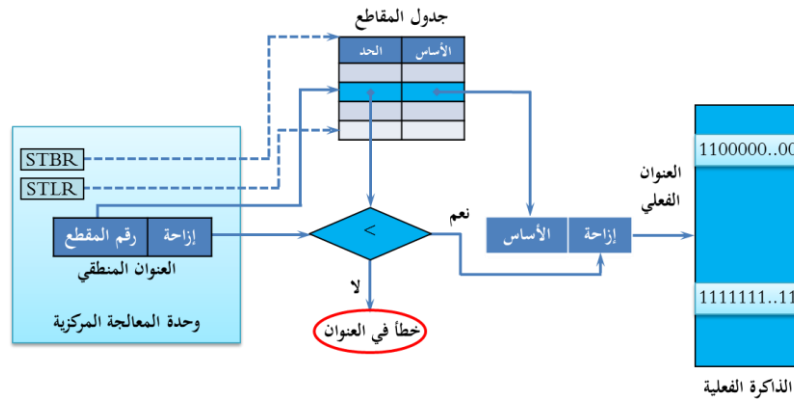 جدول المقاطع
الأساس
الحد
STBR
STLR
رقم المقطع
إزاحة
العنوان المنطقي
وحدة المعالجة المركزية
<
نعم
لا
خطأ في العنوان
الأساس
إزاحة
العنوان
الفعلي
1100000..00
1111111..11
الذاكرة الفعلية